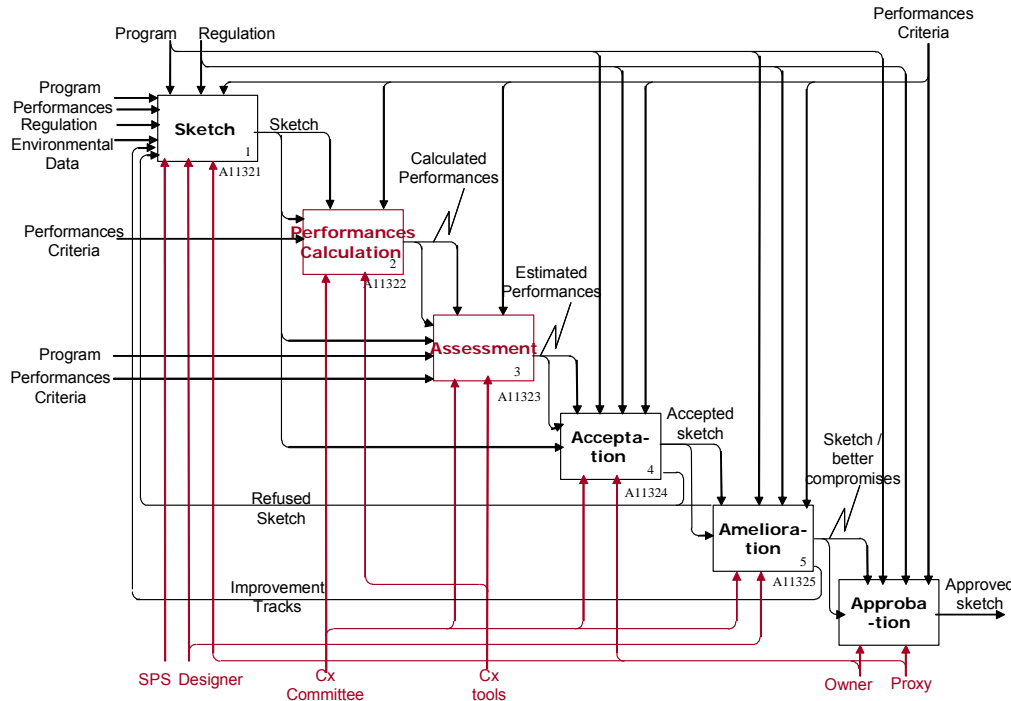 Performances
Criteria
Program
Regulation
Program
Performances
Regulation
Environmental
Data
Sketch
1
A11321
Sketch
Calculated
Performances
Performances
Criteria
Performances
Calculation
2
A11322
Estimated
Performances
Program
Performances
Criteria
Assessment
3
A11323
Accepta-
tion
4
A11324
Accepted
sketch
Sketch /
better
compromises
Refused
Sketch
Ameliora-
tion
5
A11325
Improvement
Tracks
Approba
-tion
Approved
sketch
SPS
Designer
Cx
Committee
Cx
tools
Owner
Proxy